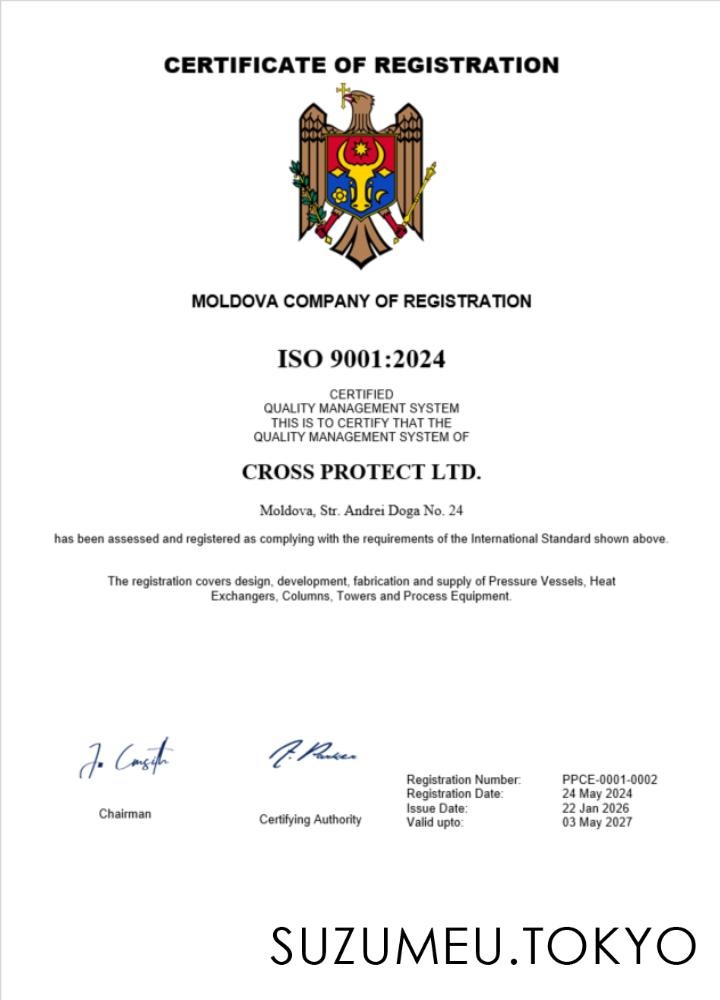 CERTIFICATE OF REGISTRATION
MOLDOVA COMPANY OF REGISTRATION
ISO 9001:2024
CERTIFIED
QUALITY MANAGEMENT SYSTEM
THIS IS TO CERTIFY THAT THE
QUALITY MANAGEMENT SYSTEM OF
CROSS PROTECT LTD.
Moldova, Str. Andrei Doga No. 24
has been assessed and registered as complying with the requirements of the International Standard shown above.
The registration covers design, development, fabrication and supply of Pressure Vessels, Heat
Exchangers, Columns, Towers and Process Equipment.
Chairman
Certifying Authority
Registration Number: PPCE-0001-0002
Registration Date: 24 May 2024
Issue Date: 22 Jan 2026
Valid upto: 03 May 2027
SUZUMEU.TOKYO